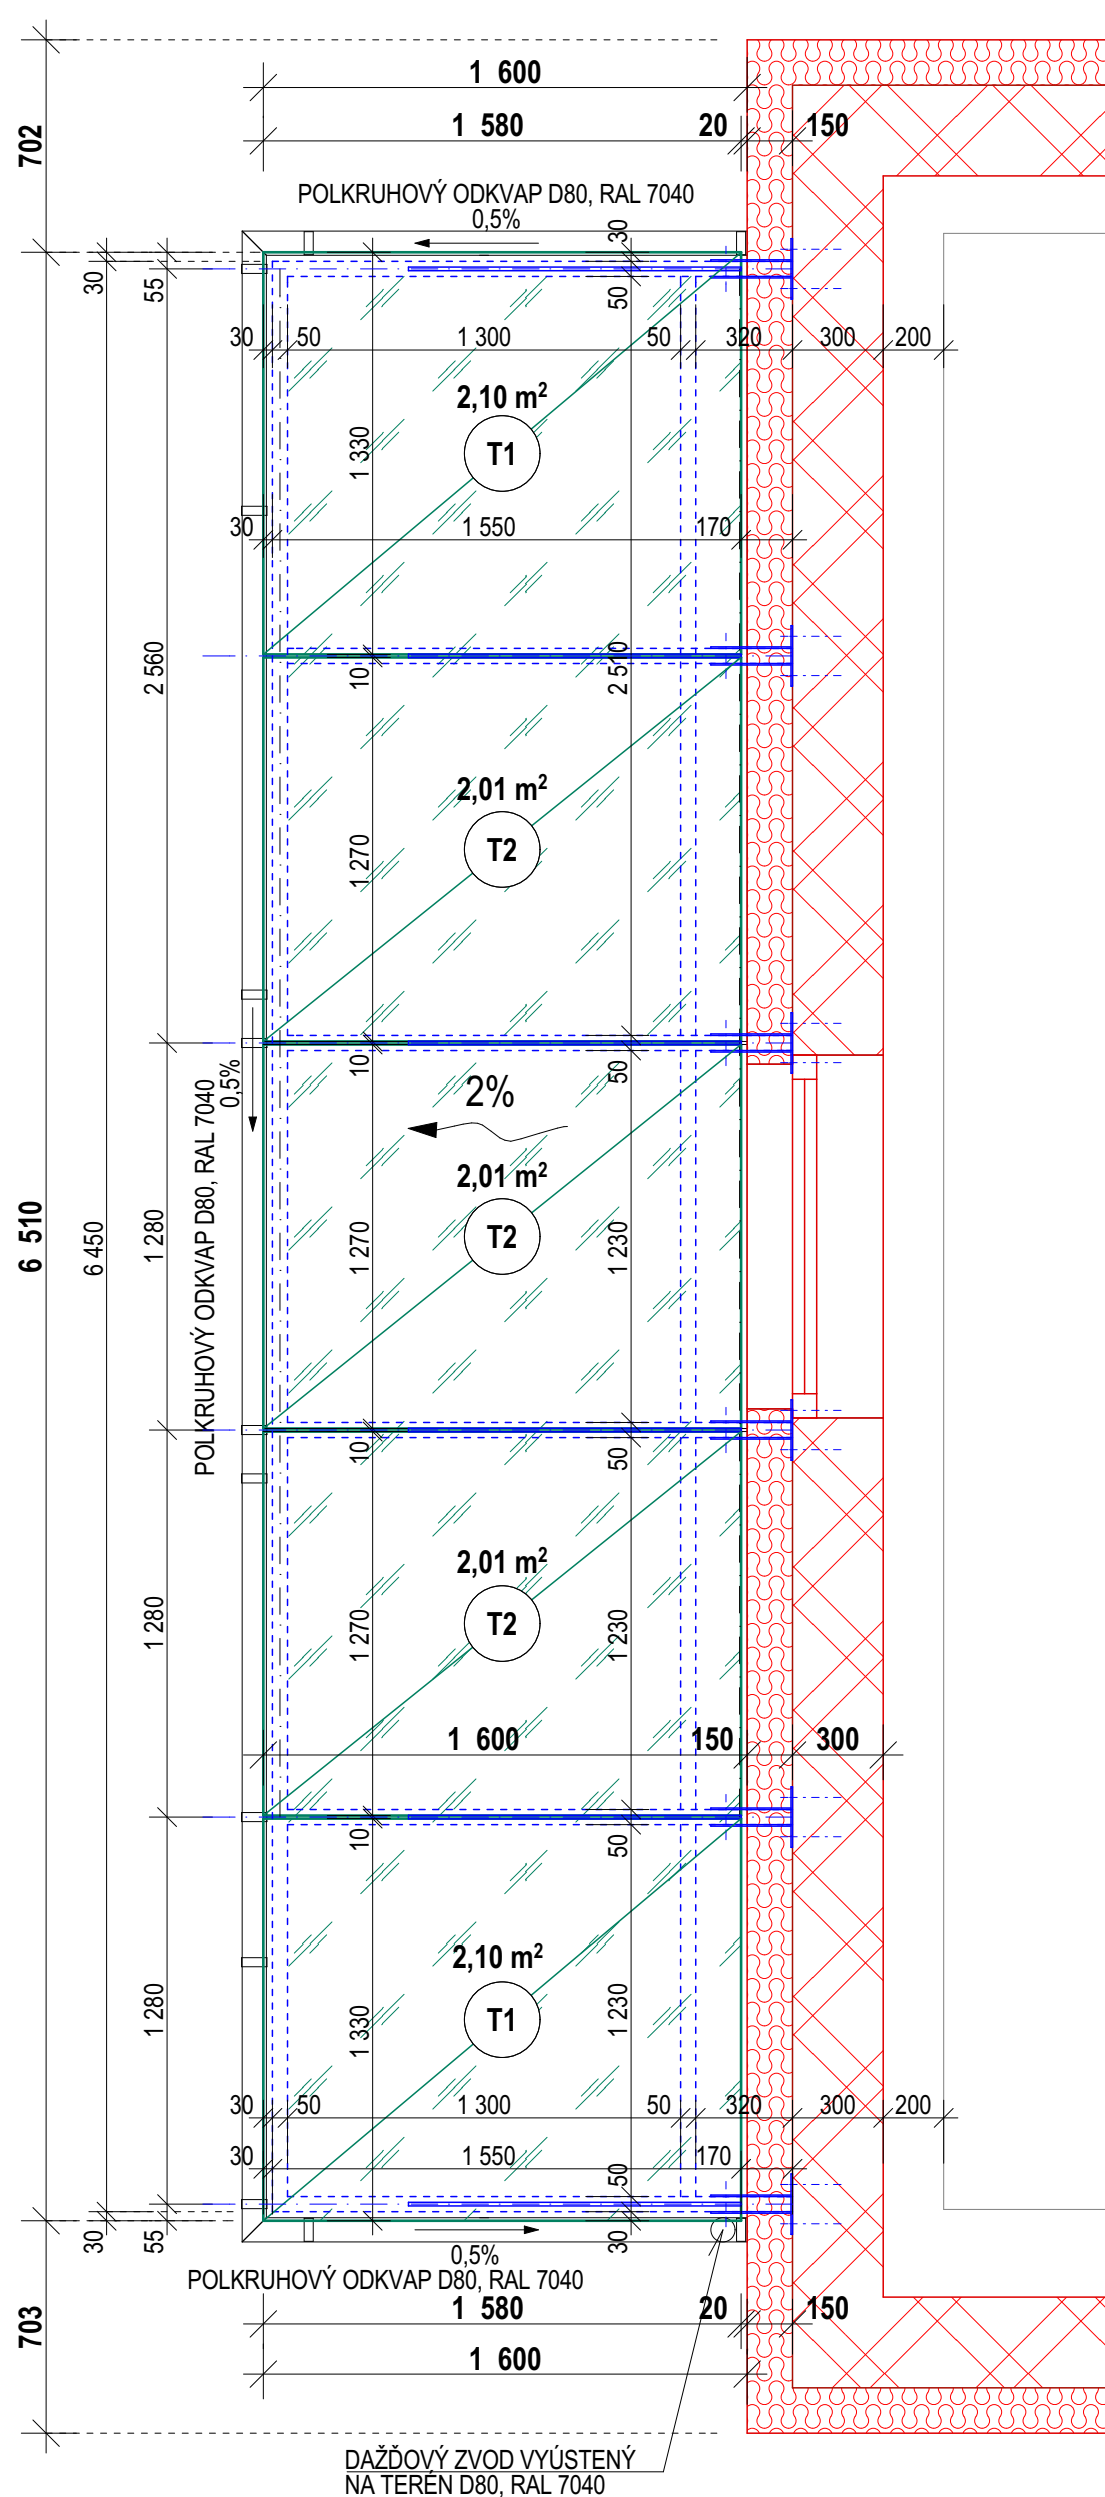 1 600
1 580 20 150
702
POLKRUHOVÝ ODKVAP D80, RAL 7040
0,5%
30
30
55
50
30 50 1 300 50 320 300 200
2,10 m²
T1
1 330
30 1 550 170
2 560
10
2 510
2,01 m²
T2
1 270
10
50
0,5%
POLKRUHOVÝ ODKVAP D80, RAL 7040
2%
2,01 m²
T2
6 510
6 450
1 280
1 270
1 230
10
50
2,01 m²
T2
1 280
1 270
1 230
1 600 150 300
10
50
2,10 m²
T1
1 280
1 330
1 230
30 50 1 300 50 320 300 200
30 1 550 170
50
30
55
30
0,5%
POLKRUHOVÝ ODKVAP D80, RAL 7040
1 580 20 150
703
1 600
DAŽĎOVÝ ZVOD VYÚSTENÝ
NA TERÉN D80, RAL 7040